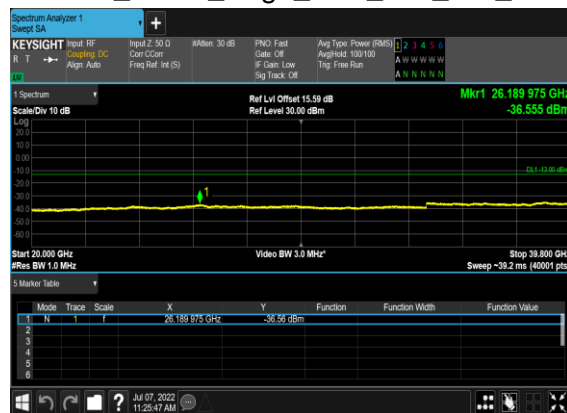 Spectrum Analyzer 1
Swept SA
KEYSIGHT
R T
Input: RF
Coupling: DC
Align: Auto
Input Z: 50 Ω
Corr CCorr
Freq Ref: Int (S)
#Atten: 30 dB
PNO: Fast
Gate: Off
IF Gain: Low
Sig Track: Off
Avg Type: Power (RMS)
Avg|Hold: 100/100
Trig: Free Run
1 2 3 4 5 6
A W W W W W
A N N N N N
1 Spectrum
Scale/Div 10 dB
Log
Ref Lvl Offset 15.59 dB
Ref Level 30.00 dBm
Mkr1 26.189 975 GHz
-36.555 dBm
20.0
10.0
0.00
-10.0
-20.0
-30.0
-40.0
-50.0
-60.0
DL1 -13.00 dBm
1
Start 20.000 GHz
#Res BW 1.0 MHz
Video BW 3.0 MHz*
Stop 39.800 GHz
Sweep ~39.2 ms (40001 pts)
5 Marker Table
Mode Trace Scale X Y Function Function Width Function Value
1 N 1 f 26.189 975 GHz -36.56 dBm
2
3
4
5
6
?
Jul 07, 2022
11:25:47 AM